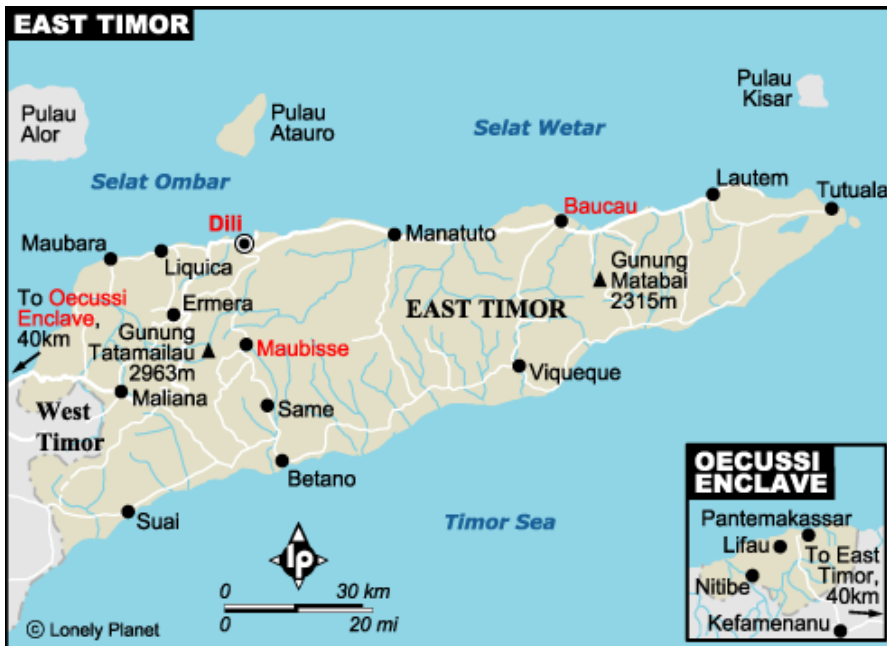 EAST TIMOR
Pulau
Alor
Pulau
Atauro
Pulau
Kisar
Selat Wetar
Selat Ombar
Lautem
Tutuala
Baucau
Dili
Manatuto
Maubara
Liquica
Gunung
Matabai
2315m
To Oecussi
Enclave,
40km
Ermera
EAST TIMOR
Gunung
Tatamailau
2963m
Maubisse
Viqueque
Maliana
West
Timor
Same
Betano
Suai
Timor Sea
lp
0 30 km
0 20 mi
© Lonely Planet
OECUSSI
ENCLAVE
Pantemakassar
Lifau
To East
Timor,
40km
Nitibe
Kefamenanu